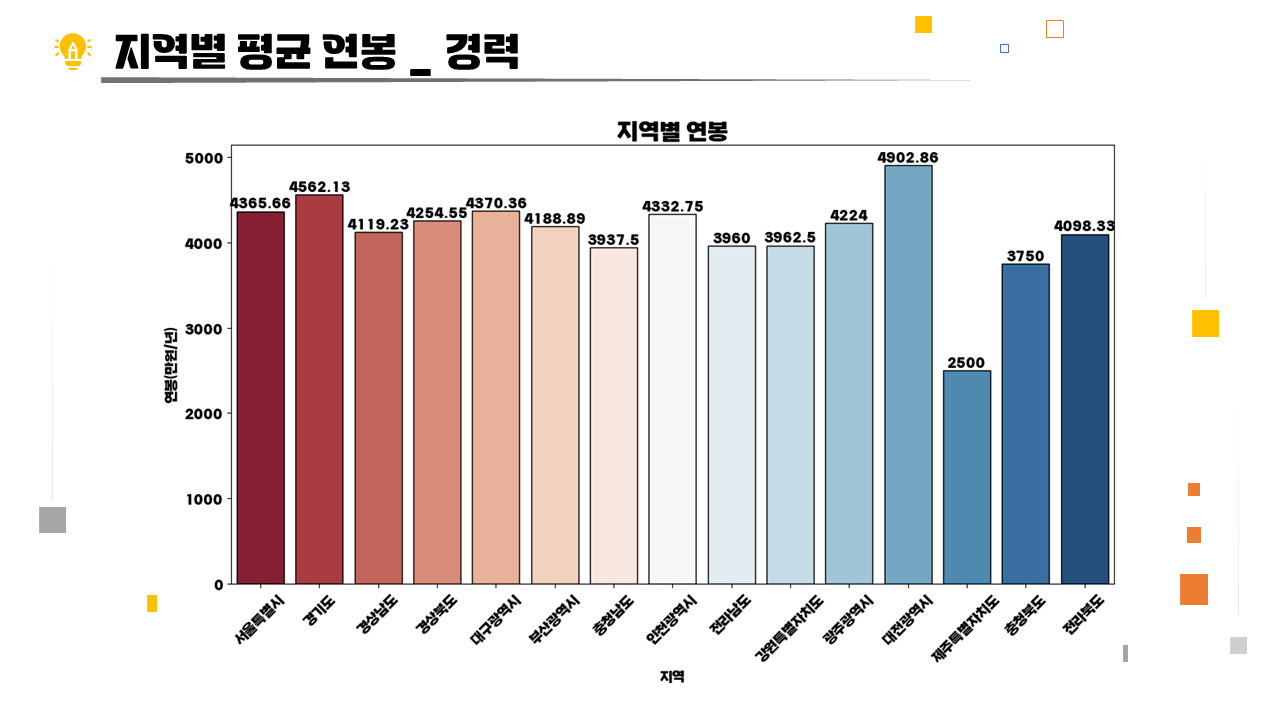 지역별 평균 연봉 _ 경력
지역별 연봉
5000
4000
3000
2000
1000
0
연봉(만원/년)
4365.66
4562.13
4119.23
4254.55
4370.36
4188.89
3937.5
4332.75
3960
3962.5
4224
4902.86
2500
3750
4098.33
서울특별시
경기도
경상남도
경상북도
대구광역시
부산광역시
충청남도
인천광역시
전라남도
강원특별자치도
광주광역시
대전광역시
제주특별자치도
충청북도
전라북도
지역